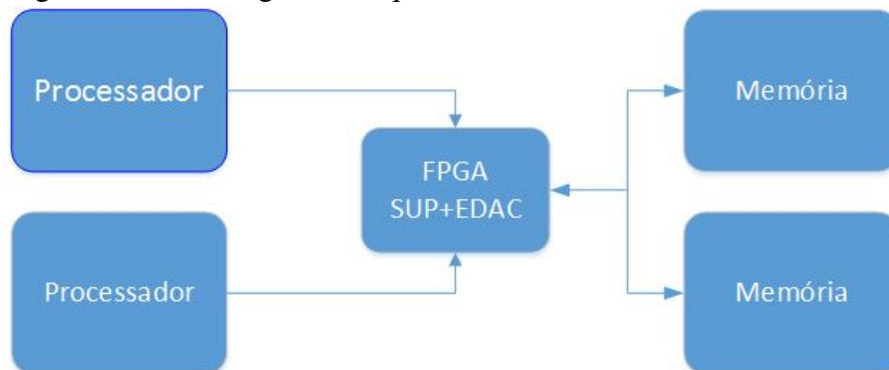 Processador
Memória
FPGA
SUP+EDAC
Processador
Memória